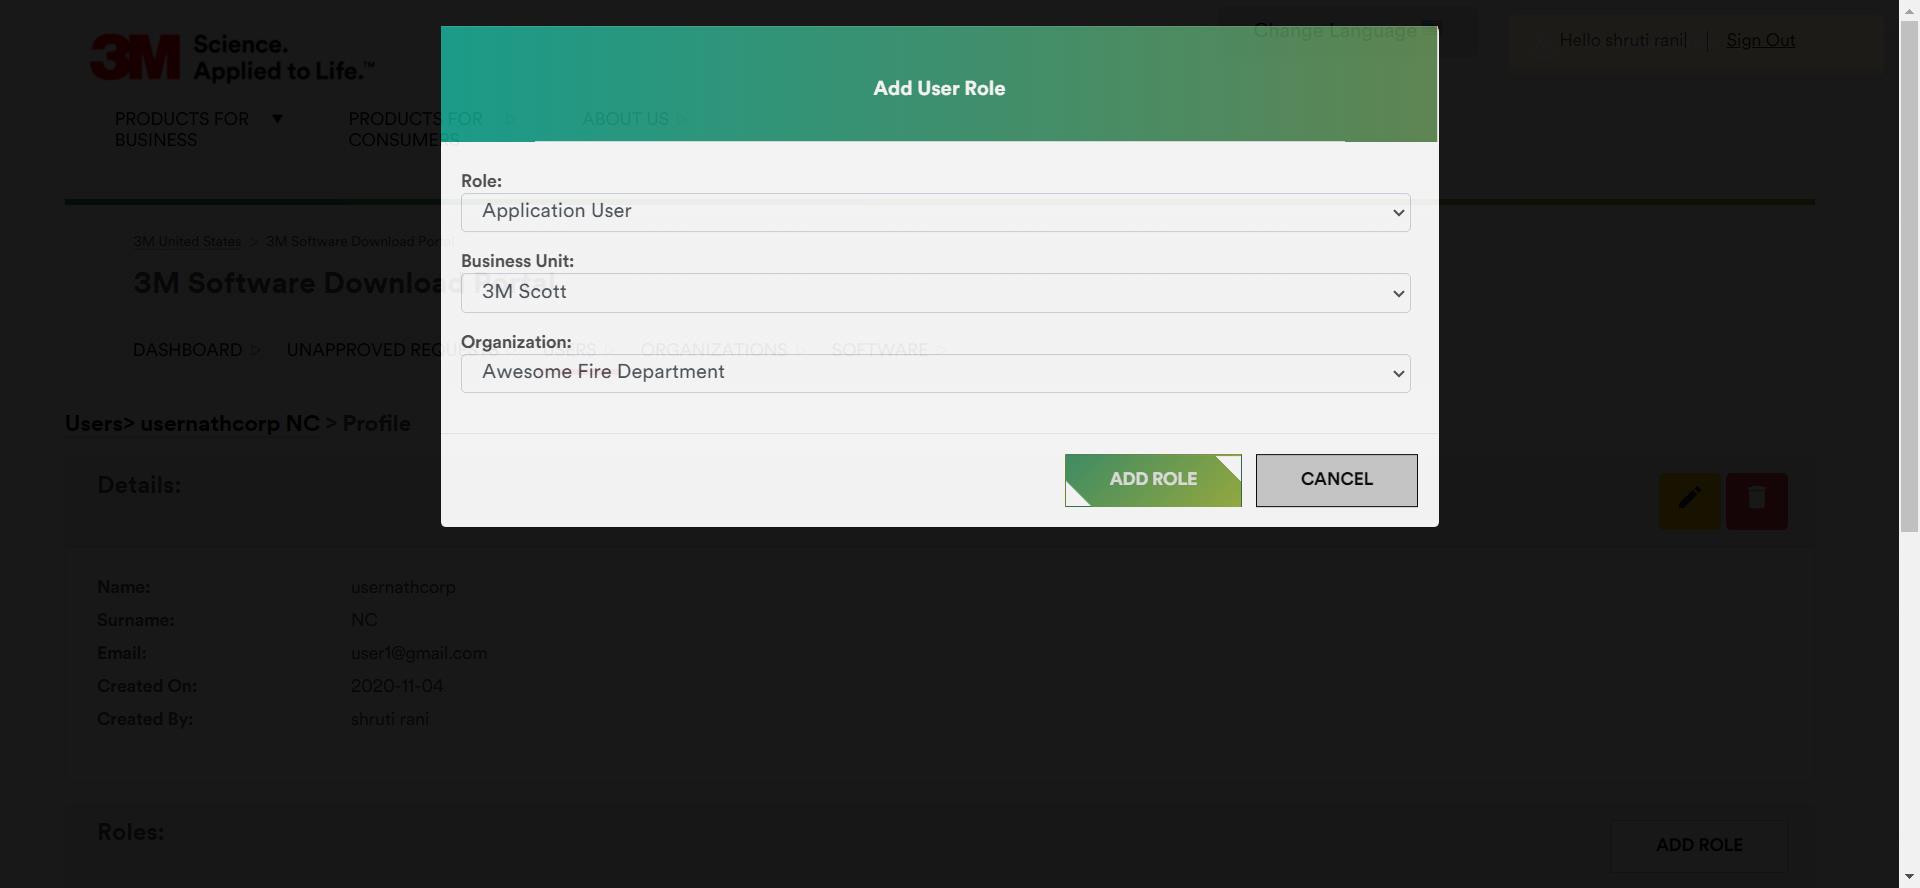 3M Science.
Applied to Life.™
Change Language
Hello shruti rani | Sign Out
PRODUCTS FOR BUSINESS
PRODUCTS FOR CONSUMERS
ABOUT US
Add User Role
Role:
Application User
Business Unit:
3M Scott
Organization:
Awesome Fire Department
ADD ROLE
CANCEL
3M United States > 3M Software Download Portal
3M Software Download Portal
DASHBOARD
UNAPPROVED REQUESTS
USERS
ORGANIZATIONS
SOFTWARE
Users> usernathcorp NC > Profile
Details:
Name: usernathcorp
Surname: NC
Email: user1@gmail.com
Created On: 2020-11-04
Created By: shruti rani
Roles:
ADD ROLE